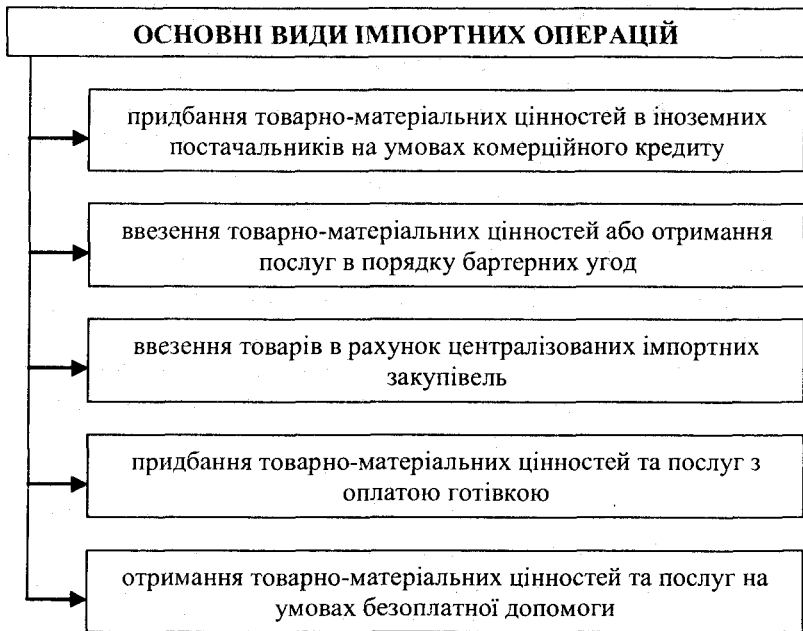 ОСНОВНІ ВИДИ ІМПОРТНИХ ОПЕРАЦІЙ
придбання товарно-матеріальних цінностей в іноземних
постачальників на умовах комерційного кредиту
ввезення товарно-матеріальних цінностей або отримання
послуг в порядку бартерних угод
ввезення товарів в рахунок централізованих імпортних
закупівель
придбання товарно-матеріальних цінностей та послуг з
оплатою готівкою
отримання товарно-матеріальних цінностей та послуг на
умовах безоплатної допомоги